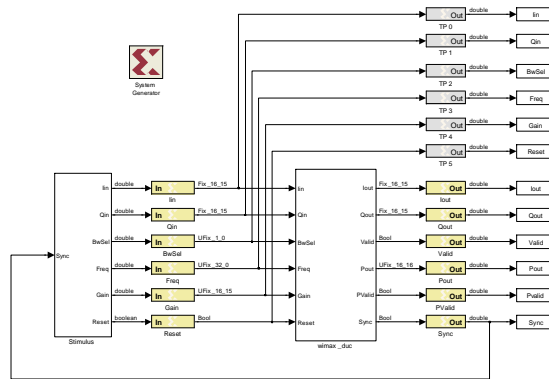 Out double Iin
TP 0
Out double Qin
TP 1
Out double BwSel
TP 2
Out double Freq
TP 3
Out double Gain
TP 4
Out double Reset
TP 5
System
Generator
Iin double In Fix_16_15 Iin Iout Fix_16_15 Out double Iout
Iin Iout
Qin double In Fix_16_15 Qin Qout Fix_16_15 Out double Qout
Qin Qout
BwSel double In UFix_1_0 BwSel Valid Bool Out double Valid
BwSel Valid
Sync
Freq double In UFix_32_0 Freq Pout UFix_16_16 Out double Pout
Freq Pout
Gain double In UFix_16_15 Gain PValid Bool Out double Pvalid
Gain PValid
Reset boolean In Bool Reset Sync Bool Out double Sync
Reset Sync
Stimulus wimax_duc